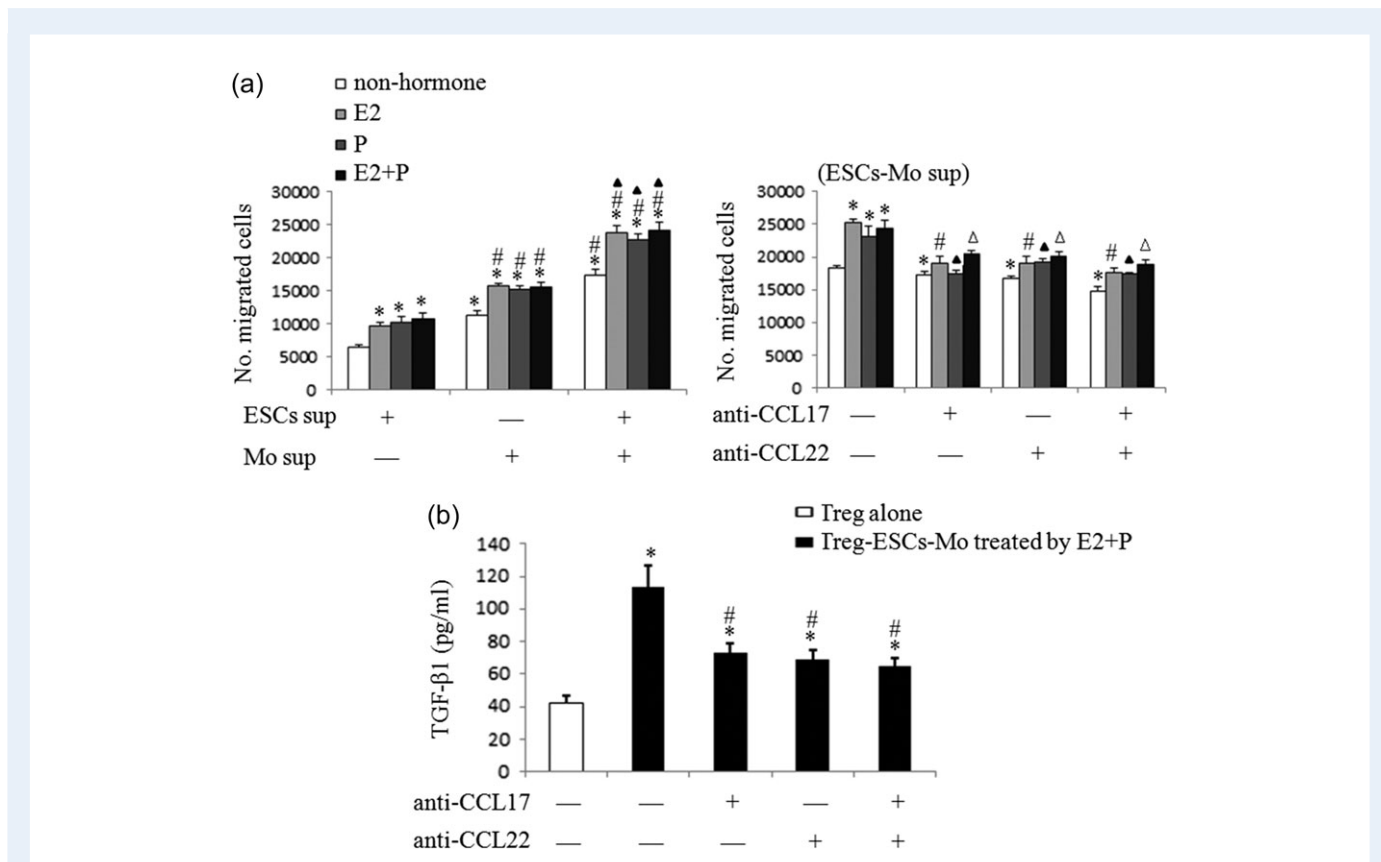 (a)
non-hormone
E2
P
E2+P
No. migrated cells
30000
25000
20000
15000
10000
5000
0
* * * * # * # * # * # * # * ▲ # * ▲ # * ▲
ESCs sup + — +
Mo sup — + +
(ESCs-Mo sup)
No. migrated cells
30000
25000
20000
15000
10000
5000
0
* * * * # ▲ Δ * # ▲ Δ * # ▲ Δ
anti-CCL17 — + — +
anti-CCL22 — — + +
(b)
Treg alone
Treg-ESCs-Mo treated by E2+P
TGF-β1 (pg/ml)
140
120
100
80
60
40
20
0
* # * # * # *
anti-CCL17 — — + — +
anti-CCL22 — — — + +